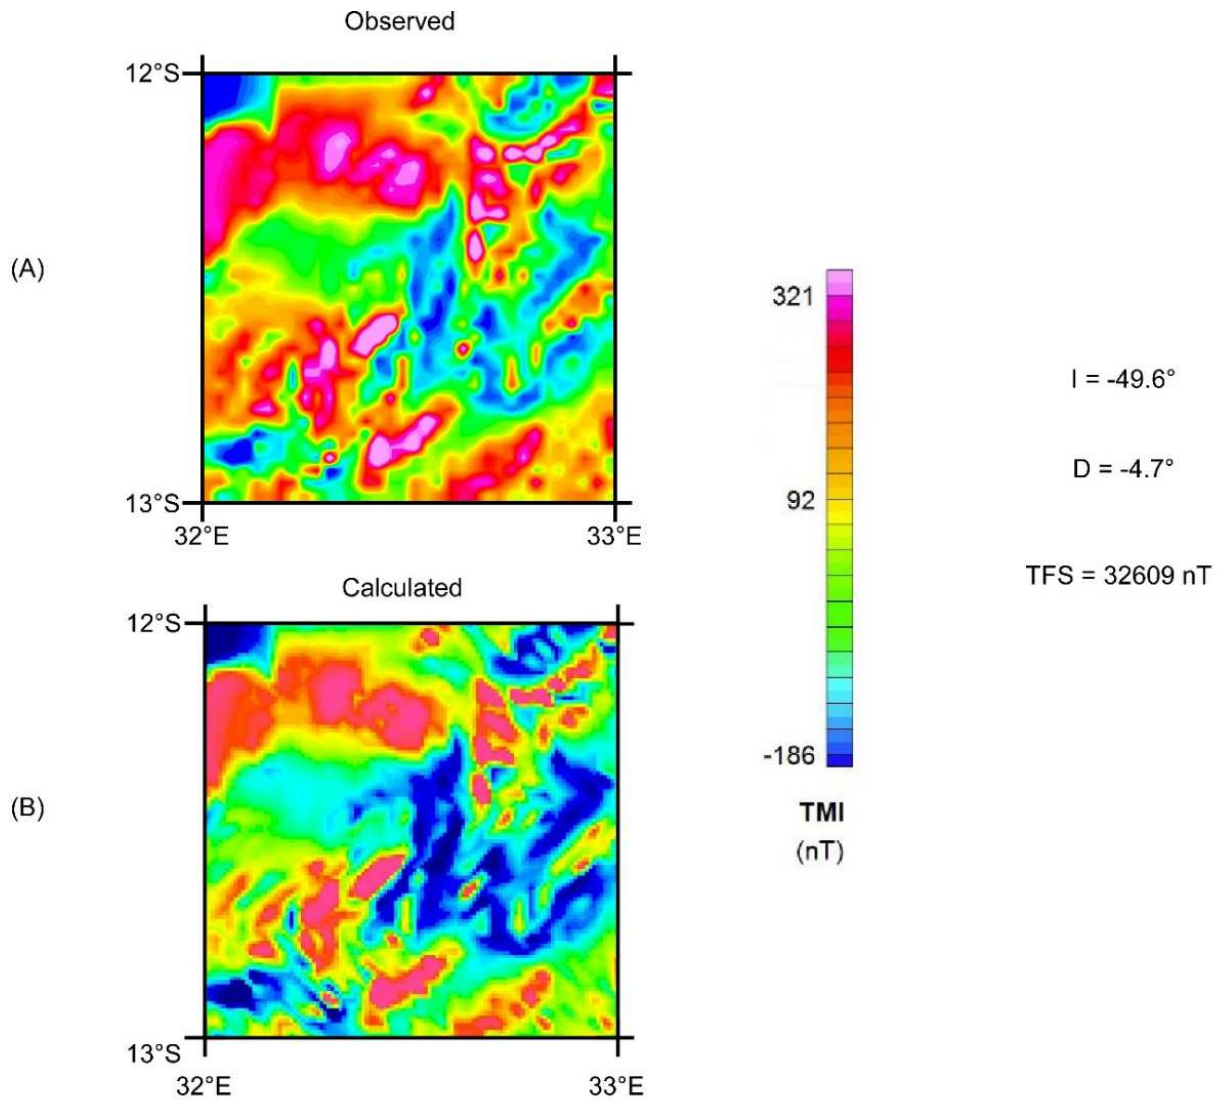 Observed
12°S
(A)
13°S
32°E
33°E
Calculated
12°S
(B)
13°S
32°E
33°E
321
92
-186
TMI
(nT)
I = -49.6°
D = -4.7°
TFS = 32609 nT